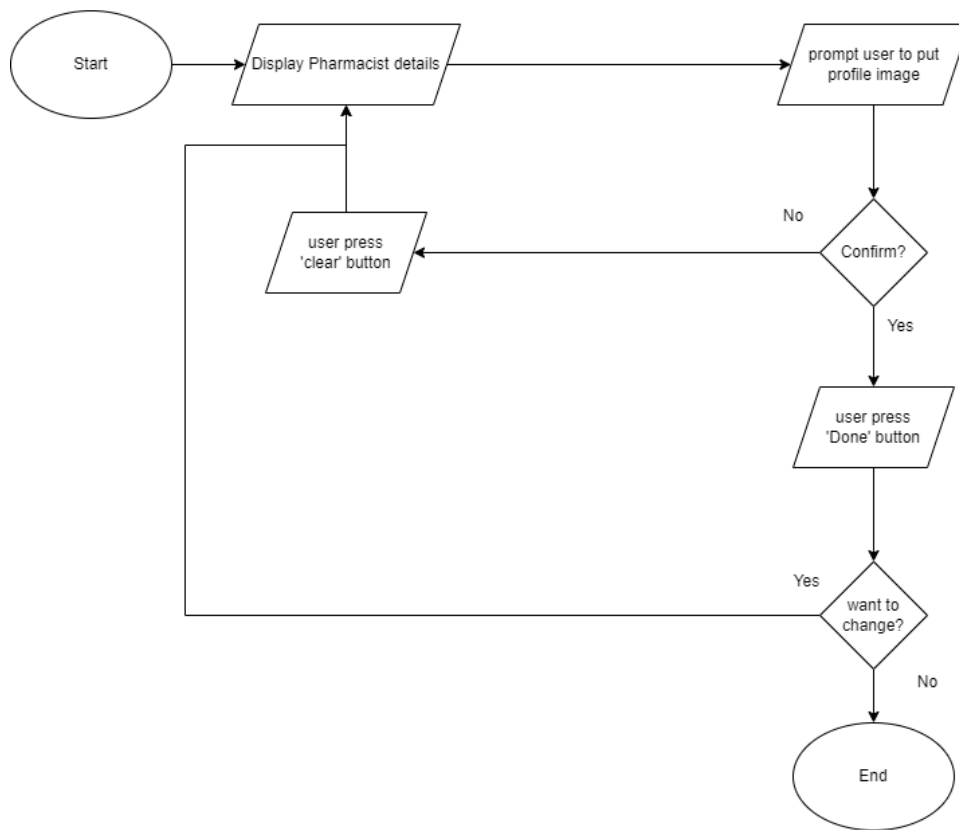 Start
Display Pharmacist details
prompt user to put
profile image
No
Confirm?
user press
'clear' button
Yes
user press
'Done' button
Yes
want to
change?
No
End